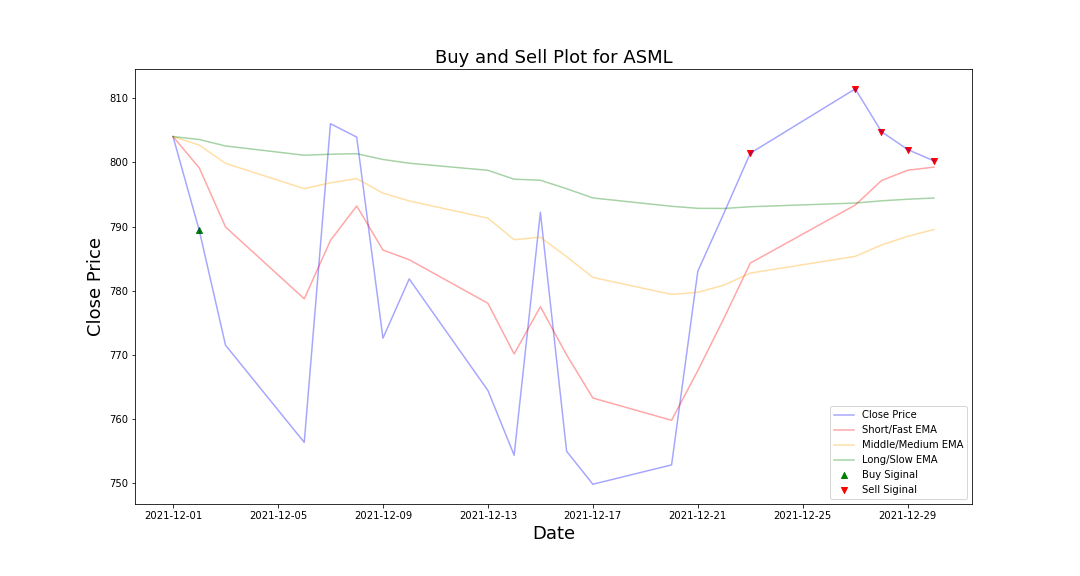 Buy and Sell Plot for ASML
Close Price
810
800
790
780
770
760
750
Close Price
Short/Fast EMA
Middle/Medium EMA
Long/Slow EMA
Buy Siginal
Sell Siginal
2021-12-01 2021-12-05 2021-12-09 2021-12-13 2021-12-17 2021-12-21 2021-12-25 2021-12-29
Date